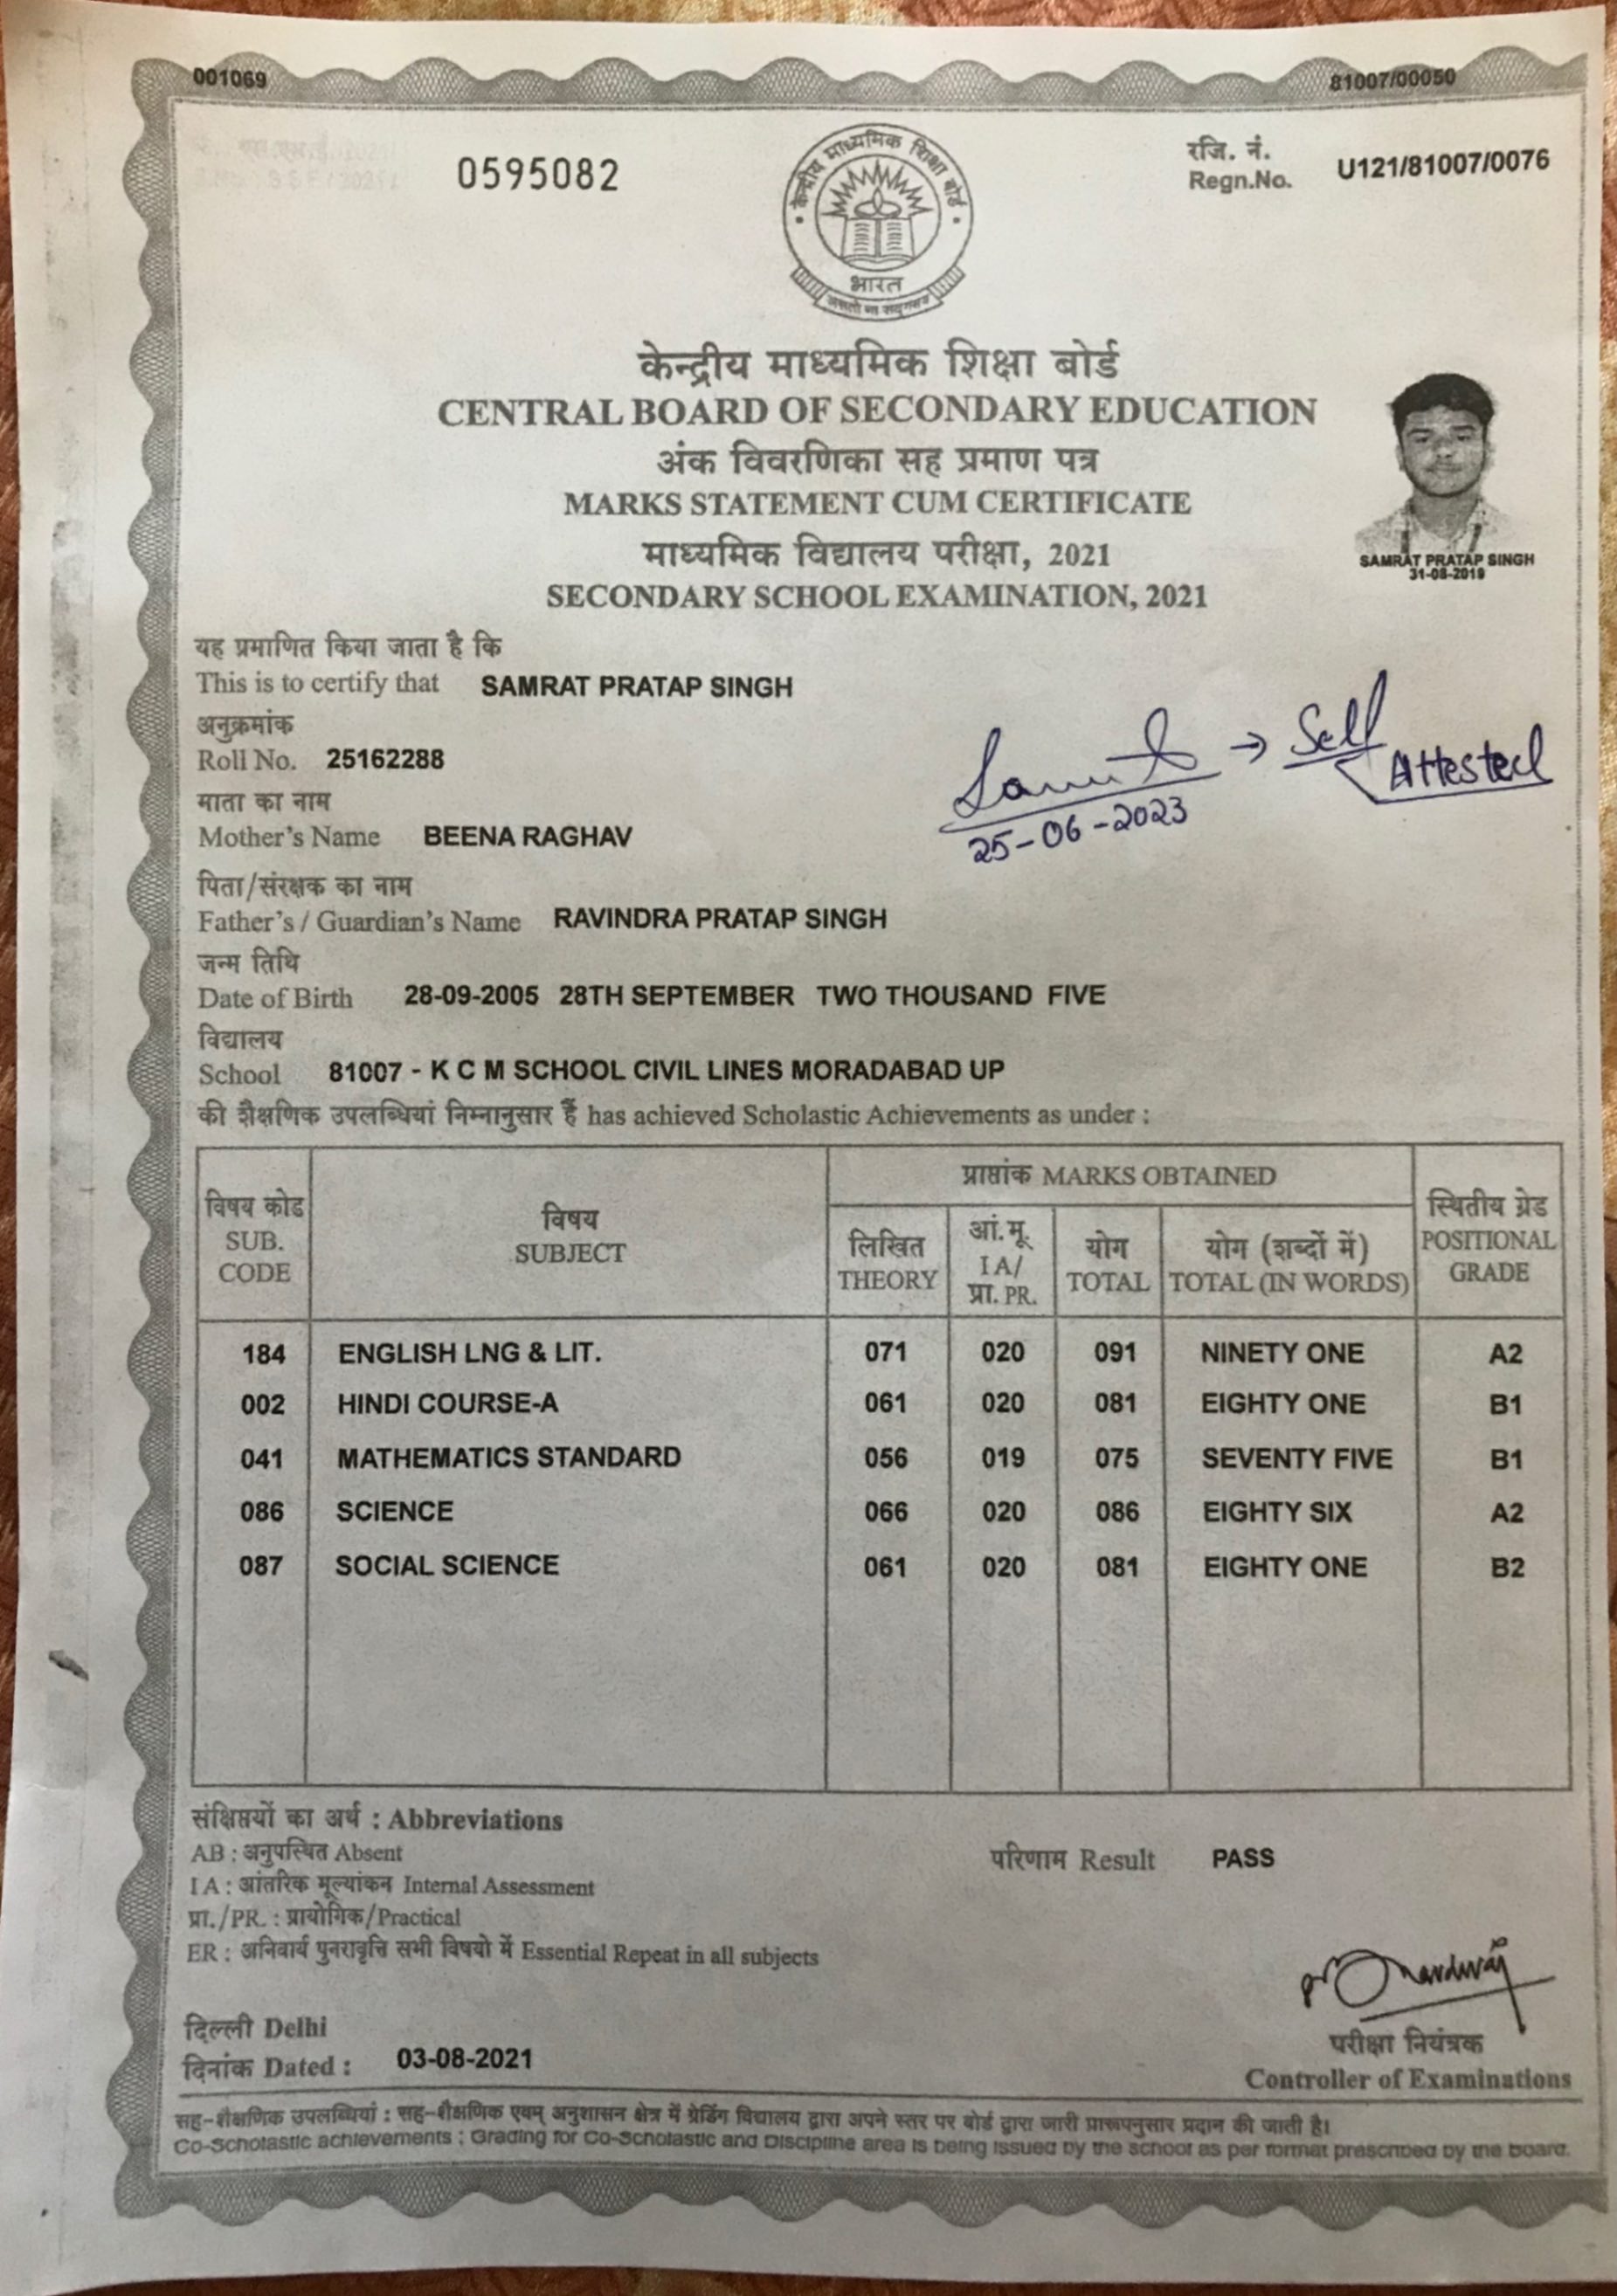 001069
81007/00050
0595082
रजि. नं.
Regn.No. U121/81007/0076
केन्द्रीय माध्यमिक शिक्षा बोर्ड
भारत
असतो मा सद्गमय
केन्द्रीय माध्यमिक शिक्षा बोर्ड
CENTRAL BOARD OF SECONDARY EDUCATION
अंक विवरणिका सह प्रमाण पत्र
MARKS STATEMENT CUM CERTIFICATE
माध्यमिक विद्यालय परीक्षा, 2021
SECONDARY SCHOOL EXAMINATION, 2021
SAMRAT PRATAP SINGH
31-08-2019
यह प्रमाणित किया जाता है कि
This is to certify that SAMRAT PRATAP SINGH
अनुक्रमांक
Roll No. 25162288
माता का नाम
Mother's Name BEENA RAGHAV
Samrat → Self
Attested
25-06-2023
पिता/संरक्षक का नाम
Father's / Guardian's Name RAVINDRA PRATAP SINGH
जन्म तिथि
Date of Birth 28-09-2005 28TH SEPTEMBER TWO THOUSAND FIVE
विद्यालय
School 81007 - K C M SCHOOL CIVIL LINES MORADABAD UP
की शैक्षणिक उपलब्धियां निम्नानुसार हैं has achieved Scholastic Achievements as under :
विषय कोड
SUB.
CODE
विषय
SUBJECT
प्राप्तांक MARKS OBTAINED
लिखित
THEORY
आं.मू.
I A/
प्रा. PR.
योग
TOTAL
योग (शब्दों में)
TOTAL (IN WORDS)
स्थितीय ग्रेड
POSITIONAL
GRADE
184 ENGLISH LNG & LIT. 071 020 091 NINETY ONE A2
002 HINDI COURSE-A 061 020 081 EIGHTY ONE B1
041 MATHEMATICS STANDARD 056 019 075 SEVENTY FIVE B1
086 SCIENCE 066 020 086 EIGHTY SIX A2
087 SOCIAL SCIENCE 061 020 081 EIGHTY ONE B2
संक्षिप्तयों का अर्थ : Abbreviations
AB : अनुपस्थित Absent
I A : आंतरिक मूल्यांकन Internal Assessment
प्रा./PR. : प्रायोगिक/Practical
ER : अनिवार्य पुनरावृत्ति सभी विषयो में Essential Repeat in all subjects
परिणाम Result PASS
दिल्ली Delhi
दिनांक Dated : 03-08-2021
परीक्षा नियंत्रक
Controller of Examinations
सह-शैक्षणिक उपलब्धियां : सह-शैक्षणिक एवम् अनुशासन क्षेत्र में ग्रेडिंग विद्यालय द्वारा अपने स्तर पर बोर्ड द्वारा जारी प्रारूपनुसार प्रदान की जाती है।
Co-Scholastic achievements : Grading for Co-Scholastic and Discipline area is being issued by the school as per format prescribed by the board.